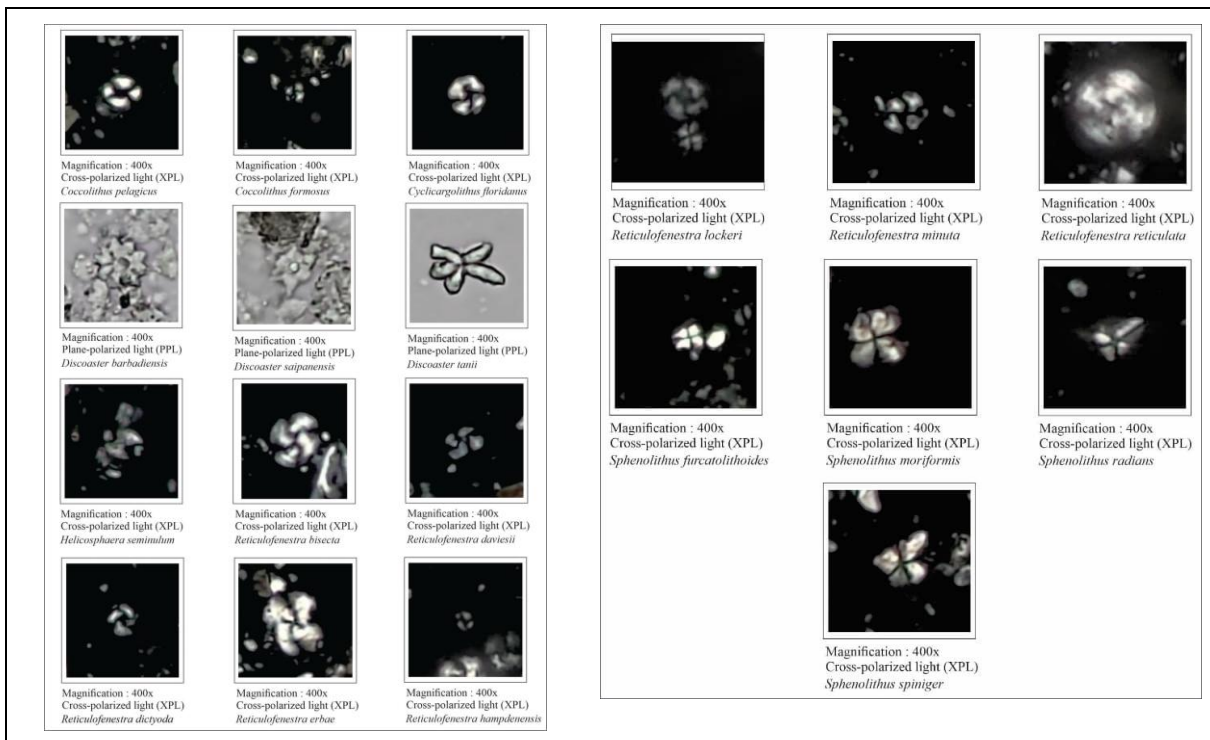 Magnification : 400x
Cross-polarized light (XPL)
Coccolithus pelagicus
Magnification : 400x
Cross-polarized light (XPL)
Coccolithus formosus
Magnification : 400x
Cross-polarized light (XPL)
Cyclicargolithus floridanus
Magnification : 400x
Plane-polarized light (PPL)
Discoaster barbadiensis
Magnification : 400x
Plane-polarized light (PPL)
Discoaster saipanensis
Magnification : 400x
Plane-polarized light (PPL)
Discoaster tanii
Magnification : 400x
Cross-polarized light (XPL)
Helicosphaera seminulum
Magnification : 400x
Cross-polarized light (XPL)
Reticulofenestra bisecta
Magnification : 400x
Cross-polarized light (XPL)
Reticulofenestra daviesii
Magnification : 400x
Cross-polarized light (XPL)
Reticulofenestra dictyoda
Magnification : 400x
Cross-polarized light (XPL)
Reticulofenestra erbae
Magnification : 400x
Cross-polarized light (XPL)
Reticulofenestra hampdenensis
Magnification : 400x
Cross-polarized light (XPL)
Reticulofenestra lockeri
Magnification : 400x
Cross-polarized light (XPL)
Reticulofenestra minuta
Magnification : 400x
Cross-polarized light (XPL)
Reticulofenestra reticulata
Magnification : 400x
Cross-polarized light (XPL)
Sphenolithus furcatolithoides
Magnification : 400x
Cross-polarized light (XPL)
Sphenolithus moriformis
Magnification : 400x
Cross-polarized light (XPL)
Sphenolithus radians
Magnification : 400x
Cross-polarized light (XPL)
Sphenolithus spiniger